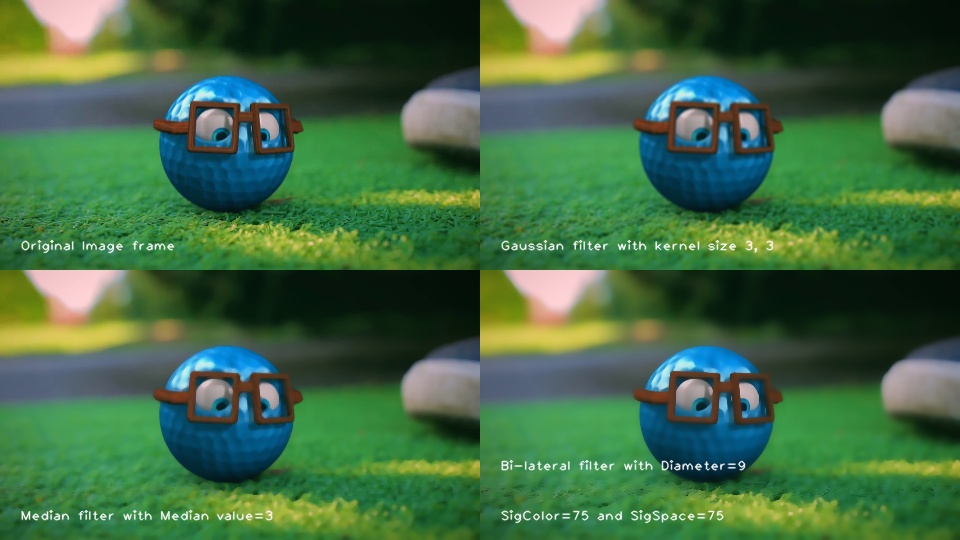 Original Image frame
Gaussian filter with kernel size 3, 3
Median filter with Median value=3
Bi-lateral filter with Diameter=9
SigColor=75 and SigSpace=75